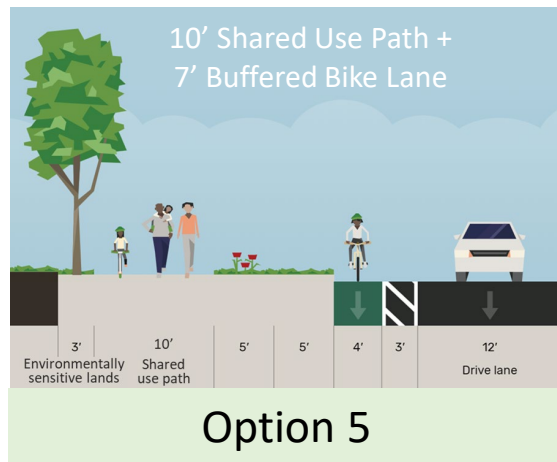 10’ Shared Use Path +
7’ Buffered Bike Lane
3’ 10’ 5’ 5’ 4’ 3’ 12’
Environmentally
sensitive lands
Shared
use path
Drive lane
Option 5